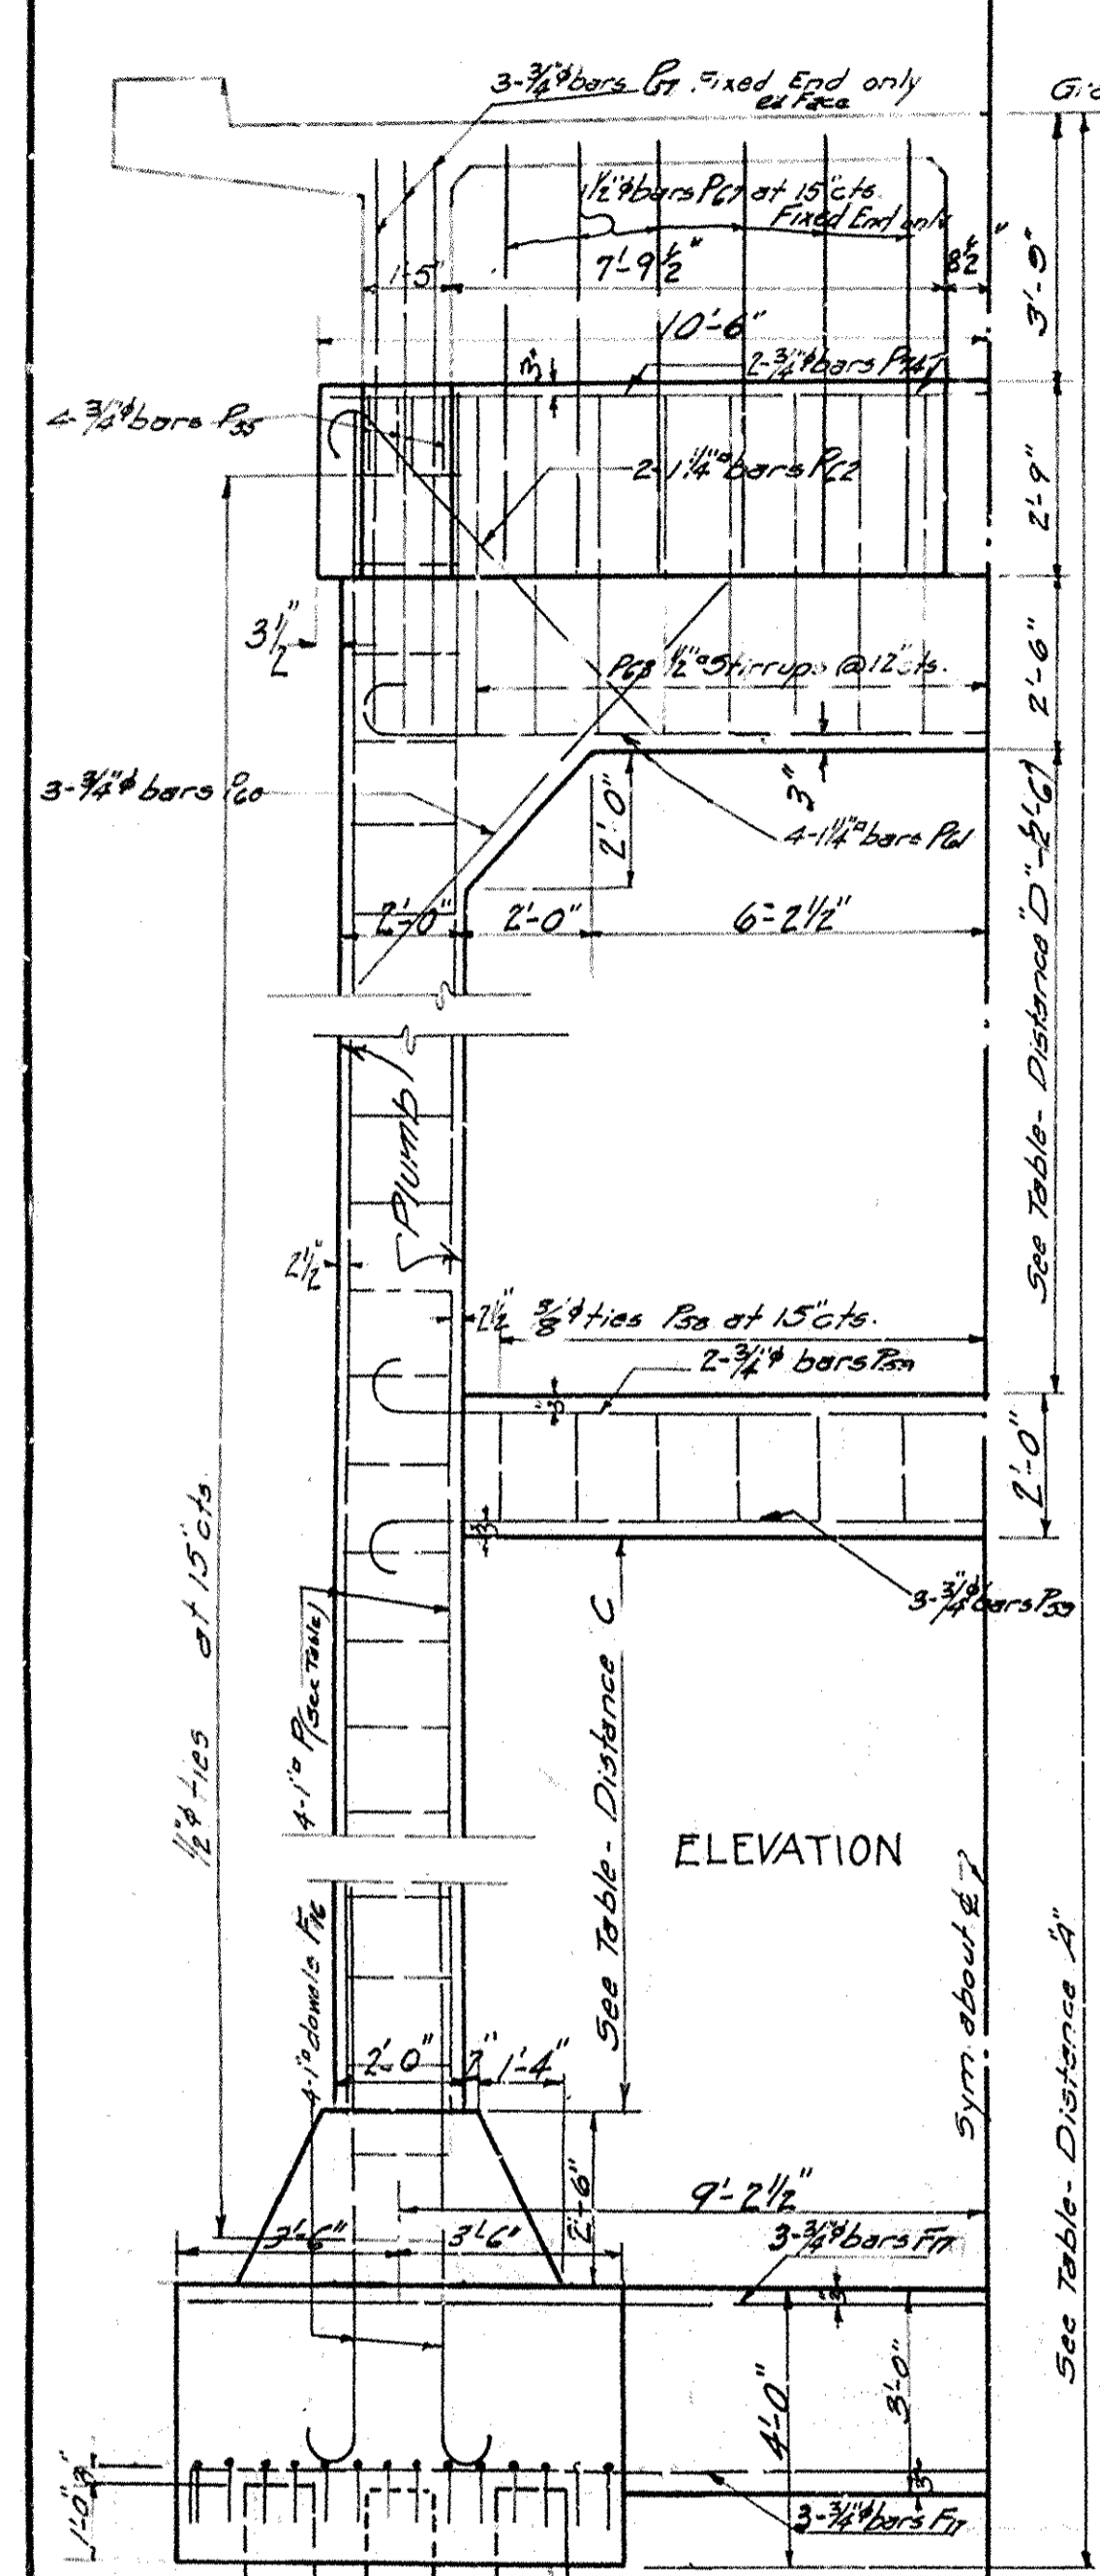 3-3/4"φ bars P67 Fixed End only
ea Face
1/2"φ bars P67 at 15" cts.
Fixed End only
1'-5"
7'-9 1/2"
8 1/2"
3'-9"
10'-6"
3"
2-3/4"φ bars
4-3/4"φ bars P35
2-1 1/4"□ bars P62
2'-9"
3 1/2"
P68 1/2"□ Stirrups @ 12" cts.
2'-6"
3-3/4"φ bars P60
2'-0"
3"
4-1 1/4"□ bars P61
2'-0"
2'-0"
6'-2 1/2"
See Table - Distance "D" - (2'-6")
Plumb
2 1/2"
2 1/2"
3/8"φ ties P58 at 15" cts.
2-3/4"φ bars P59
3"
2'-0"
3"
3-3/4"φ bars P59
1/2"φ ties at 15" cts.
4-1"□ P (See Table)
See Table - Distance C
ELEVATION
Sym. about ℄
4-1"□ dowels F16
2'-0"
2"
1'-4"
See Table - Distance "A"
2'-6"
9'-2 1/2"
3'-6"
3'-6"
3-3/4"φ bars F17
3"
4'-0"
3'-0"
3"
1'-0"
3"
3-3/4"φ bars F17